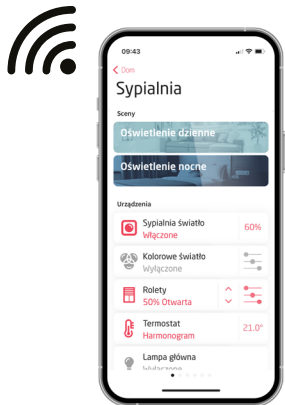 09:43
Dom
Sypialnia
Sceny
Oświetlenie dzienne
Oświetlenie nocne
Urządzenia
Sypialnia światło
Włączone
60%
Kolorowe światło
Wyłączone
Rolety
50% Otwarta
Termostat
Harmonogram
21.0°
Lampa główna
Wyłączone